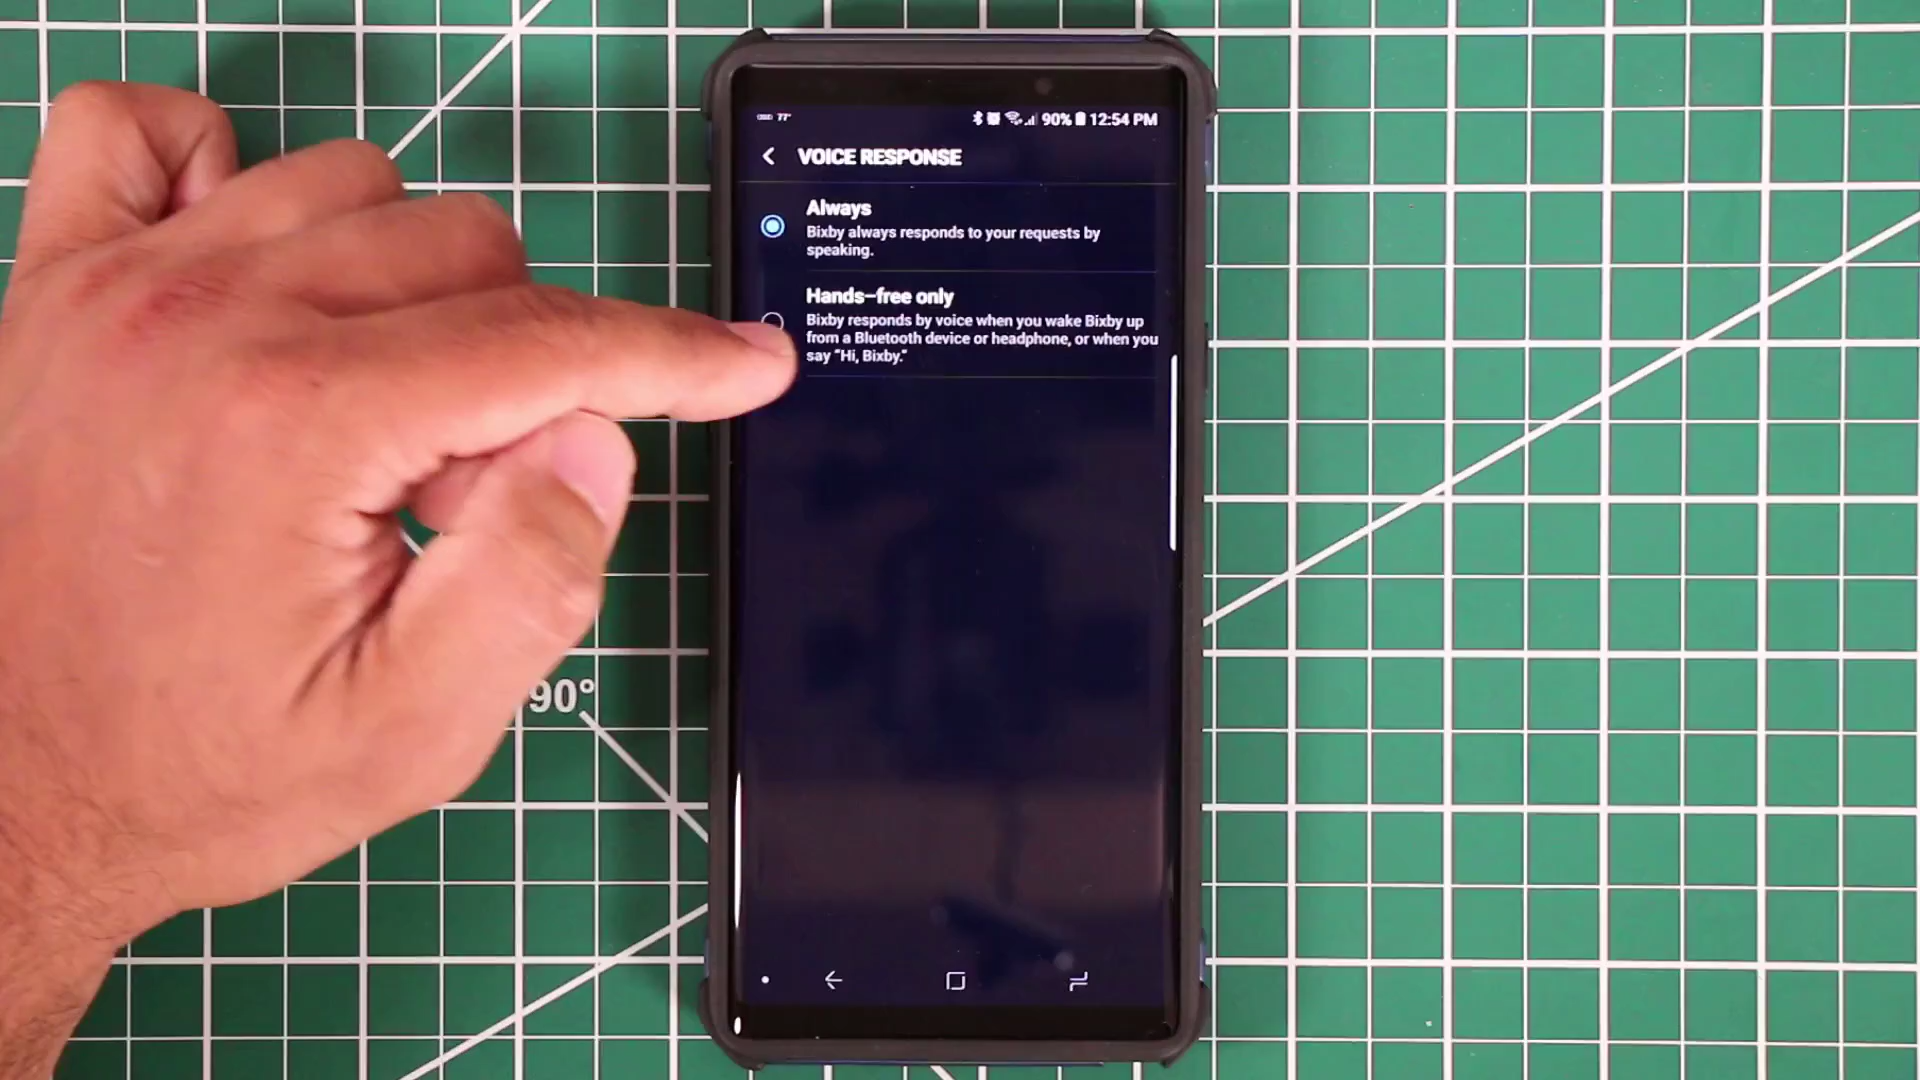 77°
90% 12:54 PM
VOICE RESPONSE
Always
Bixby always responds to your requests by
speaking.
Hands-free only
Bixby responds by voice when you wake Bixby up
from a Bluetooth device or headphone, or when you
say "Hi, Bixby."
90°